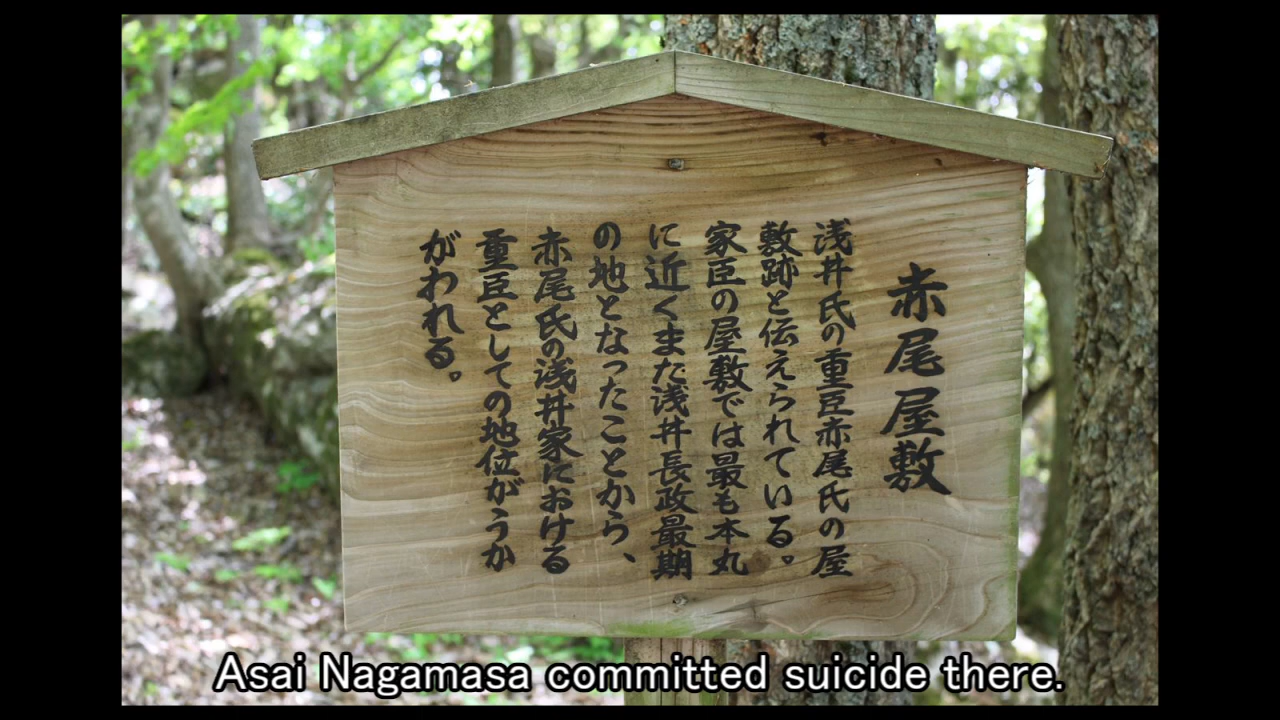 赤尾屋敷
浅井氏の重臣赤尾氏の屋
敷跡と伝えられている。
家臣の屋敷では最も本丸
に近くまた浅井長政最期
の地となったことから、
赤尾氏の浅井家における
重臣としての地位がうか
がわれる。
Asai Nagamasa committed suicide there.